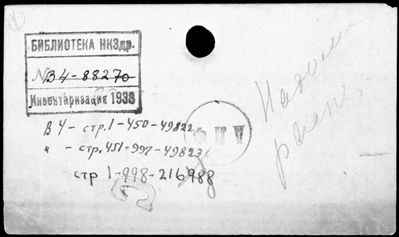 БИБЛИОТЕКА НКЗдр.
№В4-88270
Инвентаризация 1938
В 4 - стр. 1-450-49822
" - стр. 451-997-49823
стр 1-998-216988